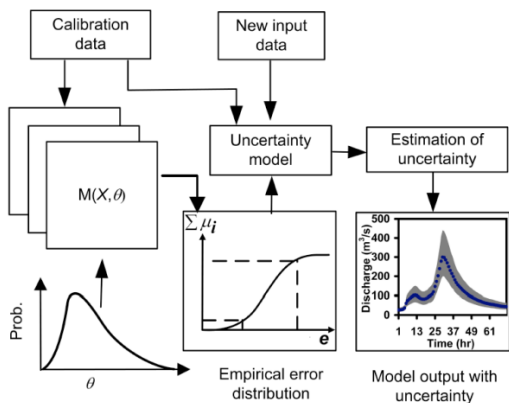 Calibration
data
New input
data
M(X,θ)
Uncertainty
model
Estimation of
uncertainty
∑ μi
e
Prob.
θ
Empirical error
distribution
Discharge (m³/s)
500
400
300
200
100
0
1 13 25 37 49 61
Time (hr)
Model output with
uncertainty